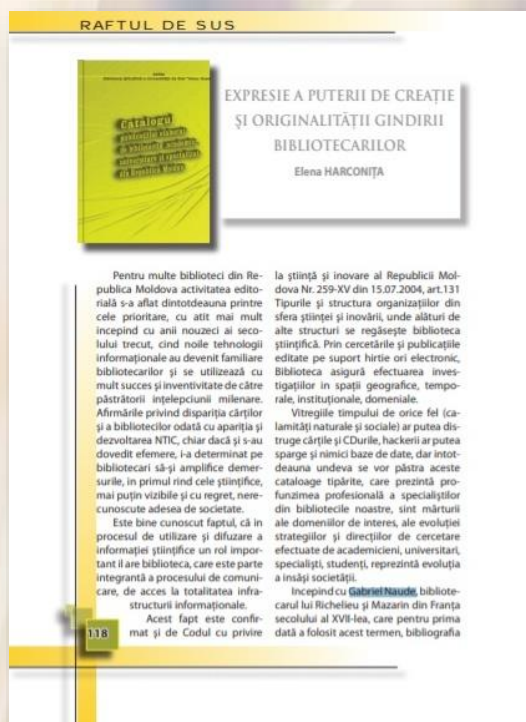 RAFTUL DE SUS
Catalogul
publicațiilor
EXPRESIE A PUTERII DE CREAȚIE
ȘI ORIGINALITĂȚII GINDIRII
BIBLIOTECARILOR
Elena HARCONIȚA
Pentru multe biblioteci din Re-
publica Moldova activitatea edito-
rială s-a aflat dintotdeauna printre
cele prioritare, cu atit mai mult
incepind cu anii nouzeci ai seco-
lului trecut, cind noile tehnologii
informaționale au devenit familiare
bibliotecarilor și se utilizează cu
mult succes și inventivitate de către
păstrătorii ințelepciunii milenare.
Afirmările privind dispariția cărților
și a bibliotecilor odată cu apariția și
dezvoltarea NTIC, chiar dacă și s-au
dovedit efemere, i-a determinat pe
bibliotecari să-și amplifice demer-
surile, in primul rind cele științifice,
mai puțin vizibile și cu regret, nere-
cunoscute adesea de societate.
Este bine cunoscut faptul, că in
procesul de utilizare și difuzare a
informației științifice un rol impor-
tant il are biblioteca, care este parte
integrantă a procesului de comuni-
care, de acces la totalitatea infra-
structurii informaționale.
Acest fapt este confir-
mat și de Codul cu privire
la știință și inovare al Republicii Mol-
dova Nr. 259-XV din 15.07.2004, art.131
Tipurile și structura organizațiilor din
sfera științei și inovării, unde alături de
alte structuri se regăsește biblioteca
științifică. Prin cercetările și publicațiile
editate pe suport hirtie ori electronic,
Biblioteca asigură efectuarea inves-
tigațiilor in spații geografice, tempo-
rale, instituționale, domeniale.
Vitregiile timpului de orice fel (ca-
lamități naturale și sociale) ar putea dis-
truge cărțile și CDurile, hackerii ar putea
sparge și nimici baze de date, dar intot-
deauna undeva se vor păstra aceste
cataloage tipărite, care prezintă pro-
funzimea profesională a specialiștilor
din bibliotecile noastre, sint mărturii
ale domeniilor de interes, ale evoluției
strategiilor și direcțiilor de cercetare
efectuate de academicieni, universitari,
specialiști, studenți, reprezintă evoluția
a insăși societății.
Incepind cu Gabriel Naude, bibliote-
carul lui Richelieu și Mazarin din Franța
secolului al XVII-lea, care pentru prima
dată a folosit acest termen, bibliografia
118